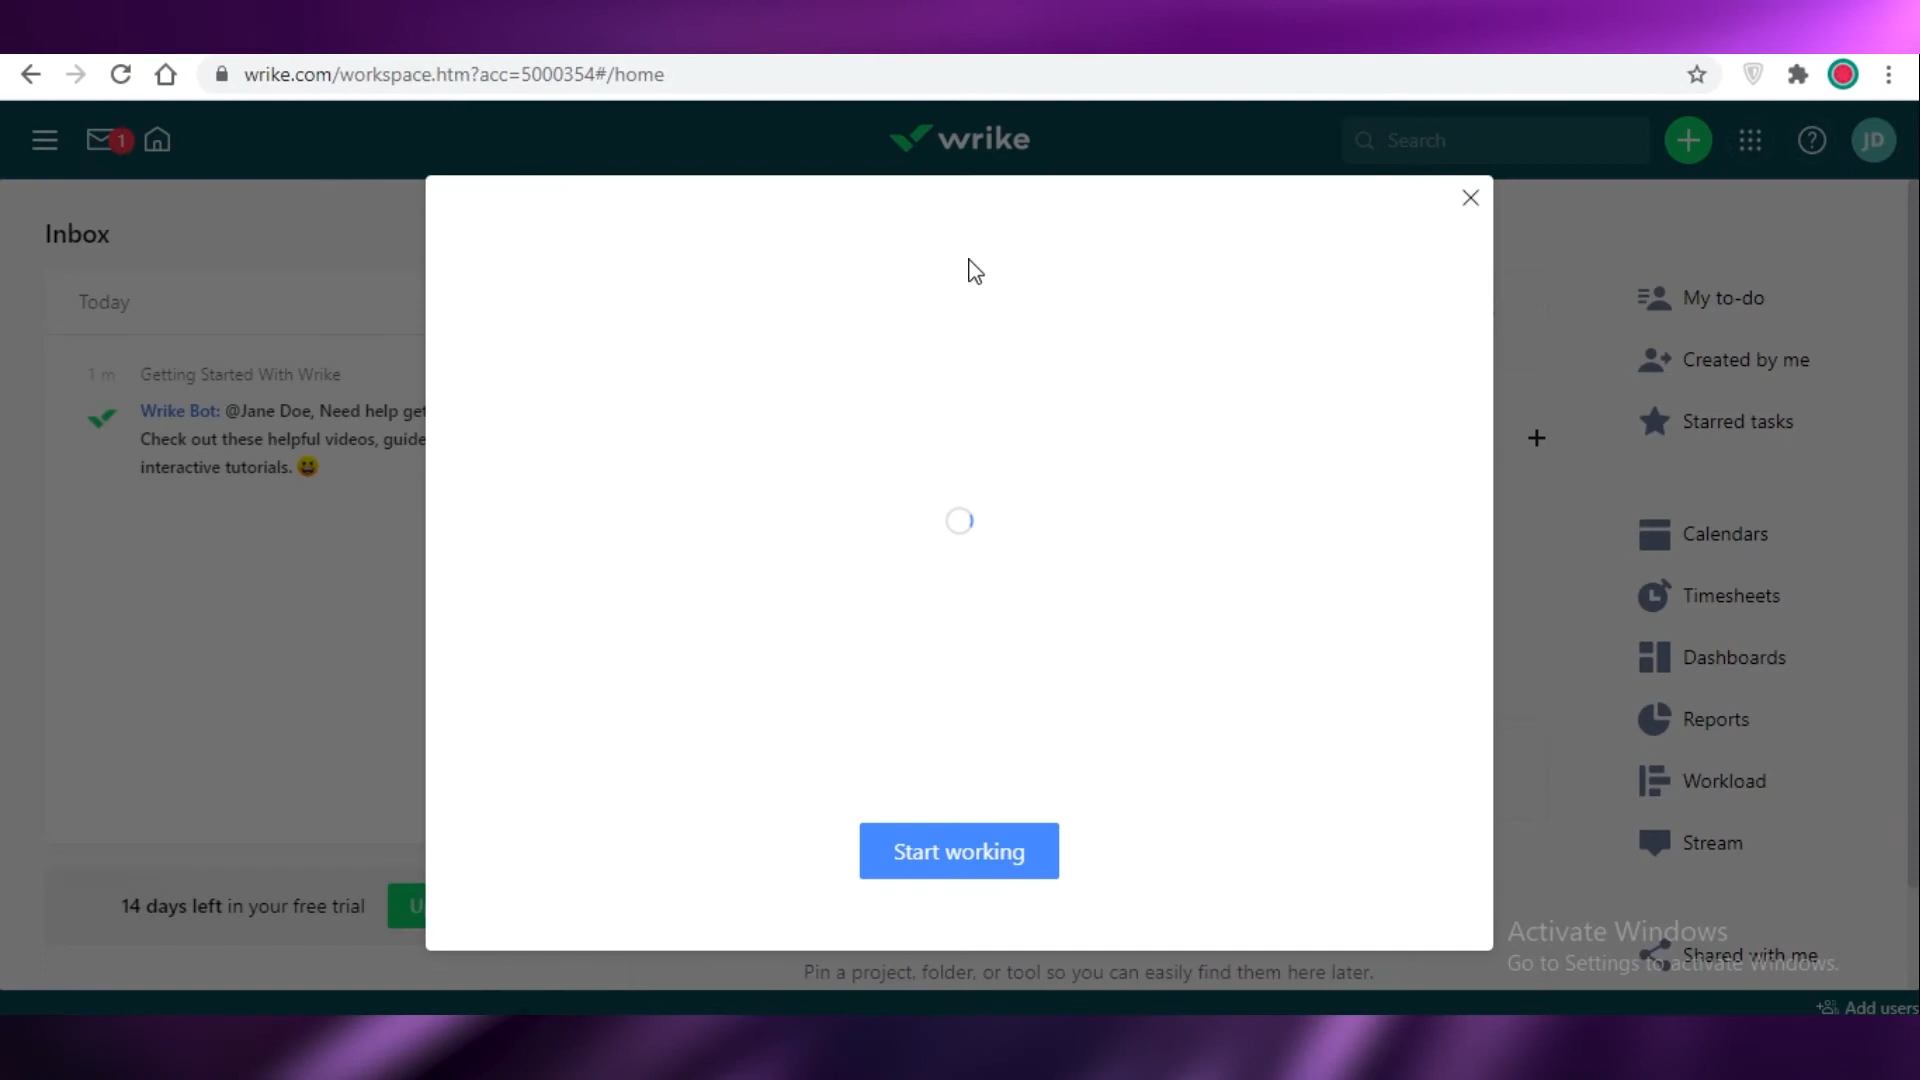 wrike.com/workspace.htm?acc=5000354#/home
1
wrike
Search
JD
Inbox
Today
1 m Getting Started With Wrike
Wrike Bot: @Jane Doe, Need help get
Check out these helpful videos, guide
interactive tutorials.
14 days left in your free trial
Start working
Pin a project, folder, or tool so you can easily find them here later.
My to-do
Created by me
Starred tasks
Calendars
Timesheets
Dashboards
Reports
Workload
Stream
Shared with me
Activate Windows
Go to Settings to activate Windows.
Add users